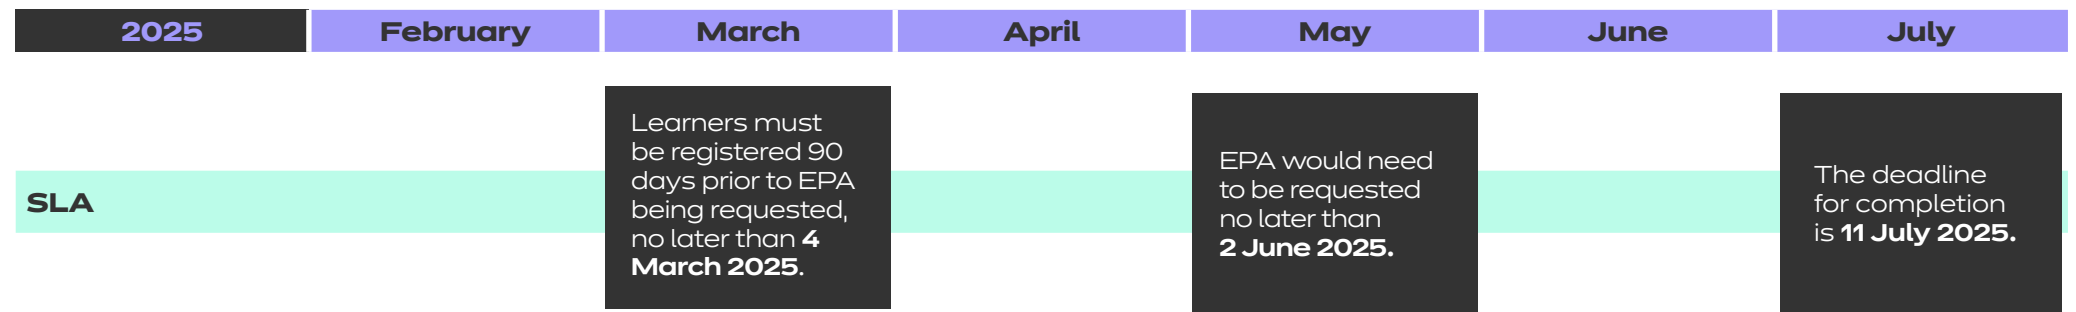 2025 February March April May June July
SLA
Learners must
be registered 90
days prior to EPA
being requested,
no later than 4
March 2025.
EPA would need
to be requested
no later than
2 June 2025.
The deadline
for completion
is 11 July 2025.